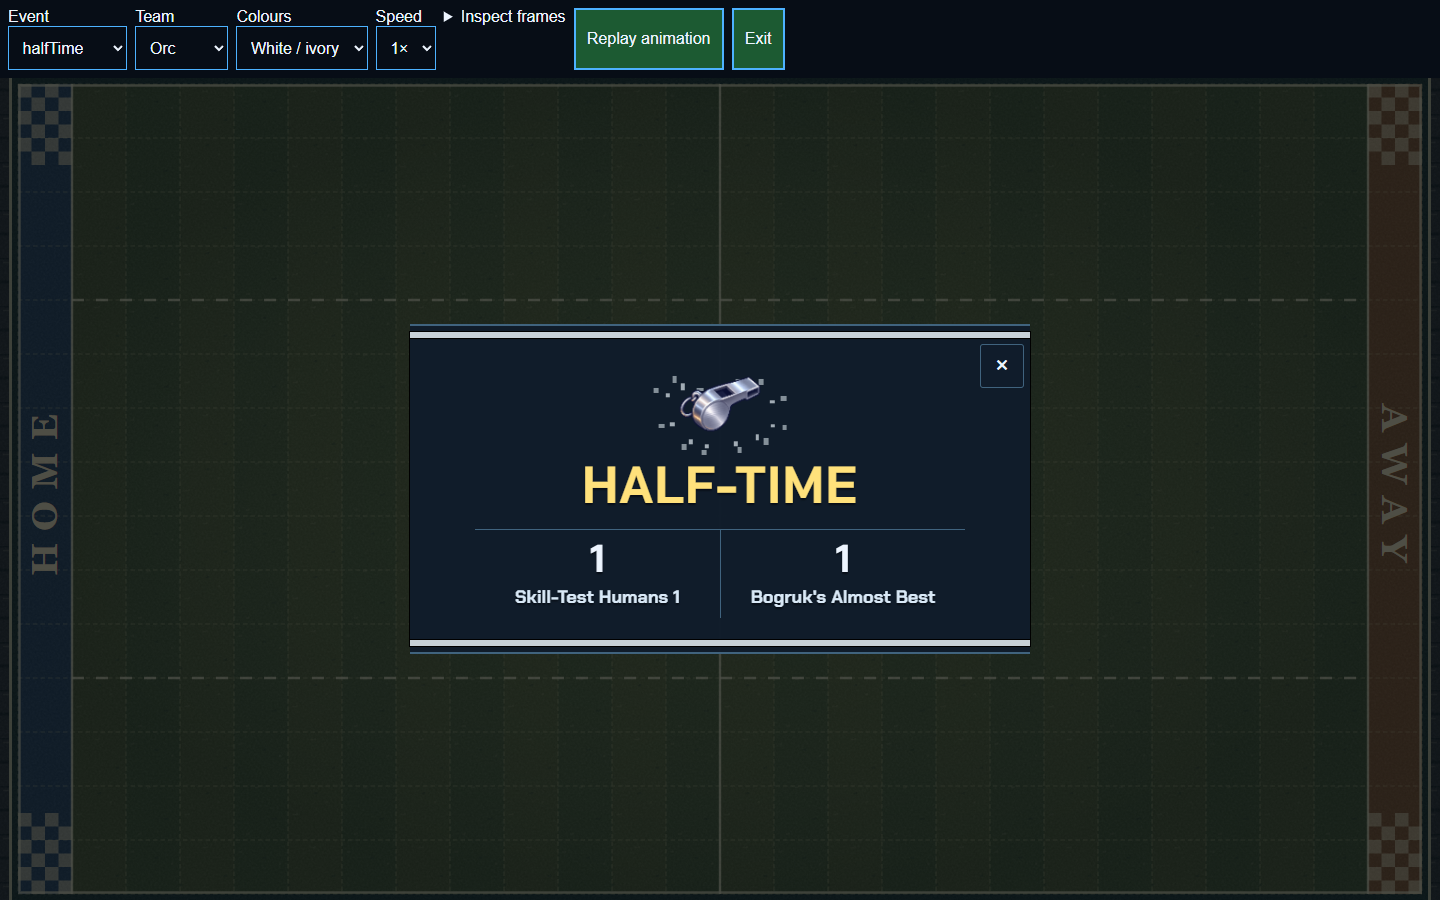 Event Team Colours Speed
halfTime Orc White / ivory 1× ▶ Inspect frames Replay animation Exit
HOME
AWAY
×
HALF-TIME
1 1
Skill-Test Humans 1 Bogruk's Almost Best